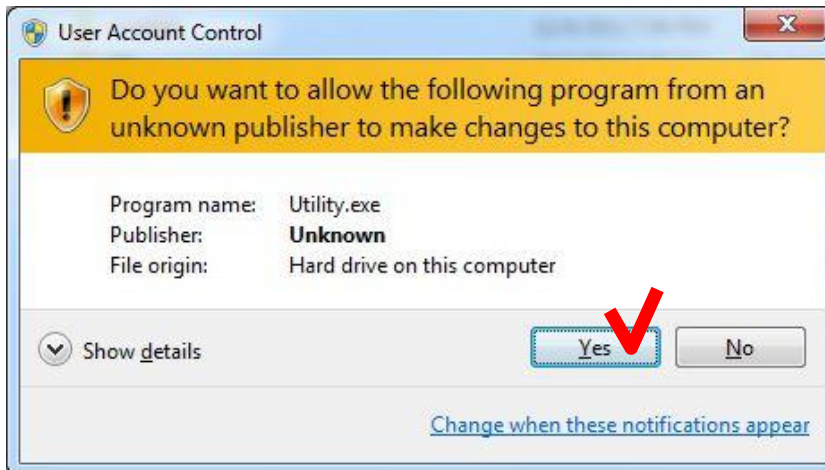 User Account Control
Do you want to allow the following program from an
unknown publisher to make changes to this computer?
Program name: Utility.exe
Publisher: Unknown
File origin: Hard drive on this computer
Show details Yes No
Change when these notifications appear